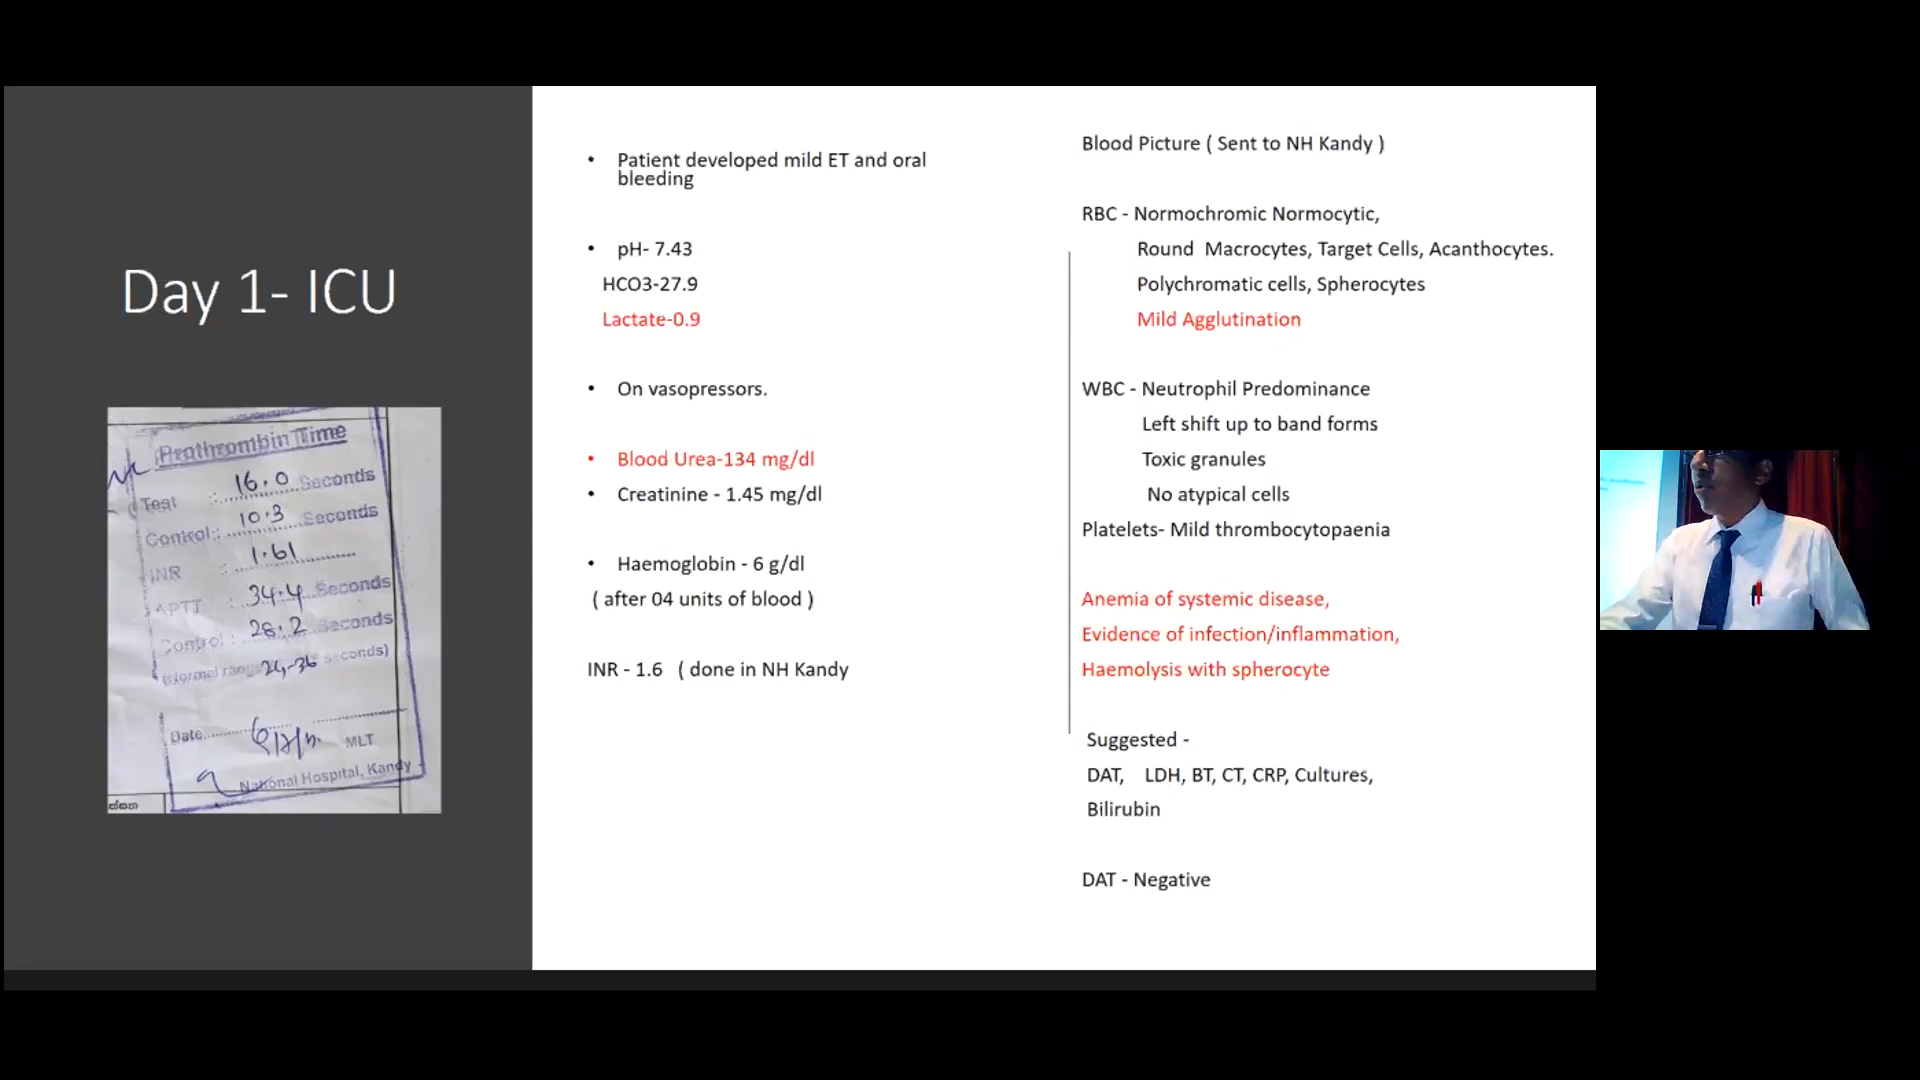 Day 1- ICU
Prothrombin Time
Test : 16.0 Seconds
Control : 10.3 Seconds
INR : 1.61
APTT : 34.4 Seconds
Control : 28.2 Seconds
(Normal range 24-36 seconds)
Date
MLT
National Hospital, Kandy
• Patient developed mild ET and oral
bleeding
• pH- 7.43
HCO3-27.9
Lactate-0.9
• On vasopressors.
• Blood Urea-134 mg/dl
• Creatinine - 1.45 mg/dl
• Haemoglobin - 6 g/dl
( after 04 units of blood )
INR - 1.6 ( done in NH Kandy
Blood Picture ( Sent to NH Kandy )
RBC - Normochromic Normocytic,
Round Macrocytes, Target Cells, Acanthocytes.
Polychromatic cells, Spherocytes
Mild Agglutination
WBC - Neutrophil Predominance
Left shift up to band forms
Toxic granules
No atypical cells
Platelets- Mild thrombocytopaenia
Anemia of systemic disease,
Evidence of infection/inflammation,
Haemolysis with spherocyte
Suggested -
DAT, LDH, BT, CT, CRP, Cultures,
Bilirubin
DAT - Negative